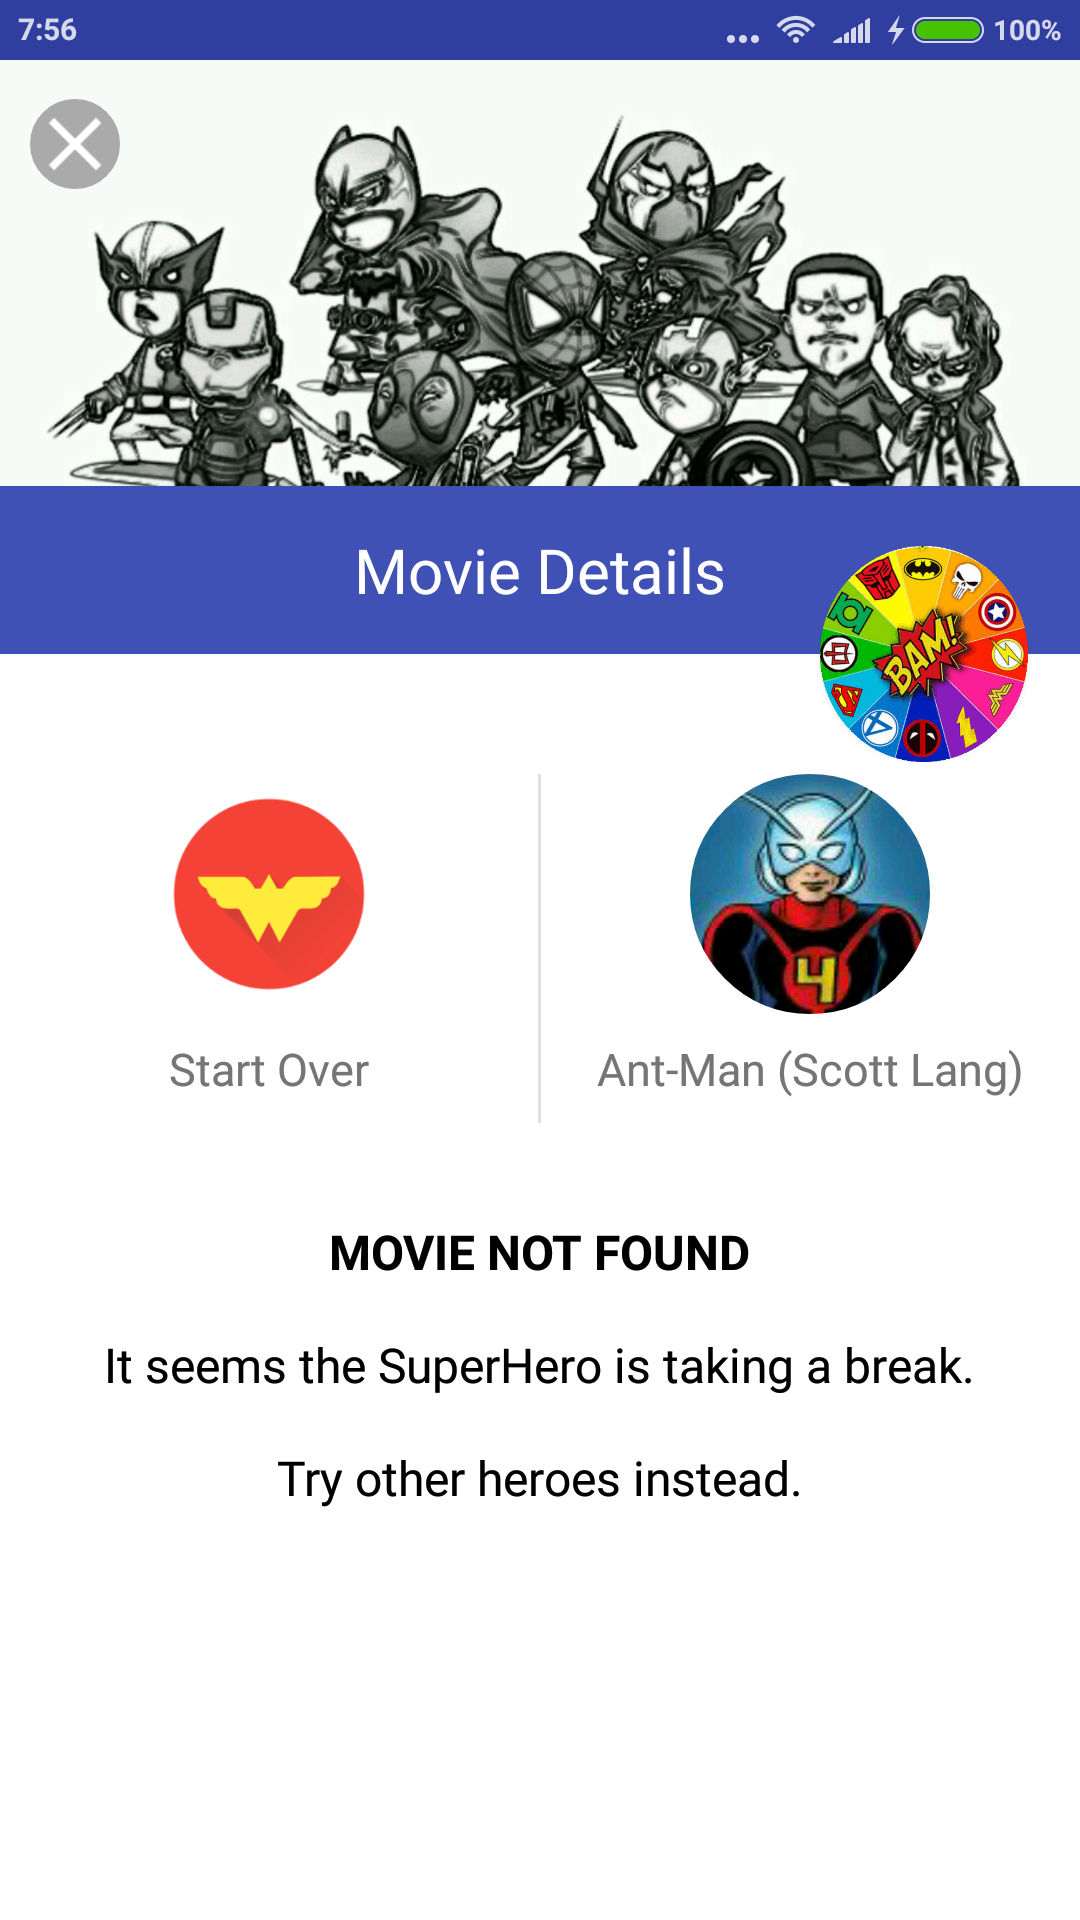 7:56
100%
Movie Details
BAM!
4
Start Over
Ant-Man (Scott Lang)
MOVIE NOT FOUND
It seems the SuperHero is taking a break.
Try other heroes instead.